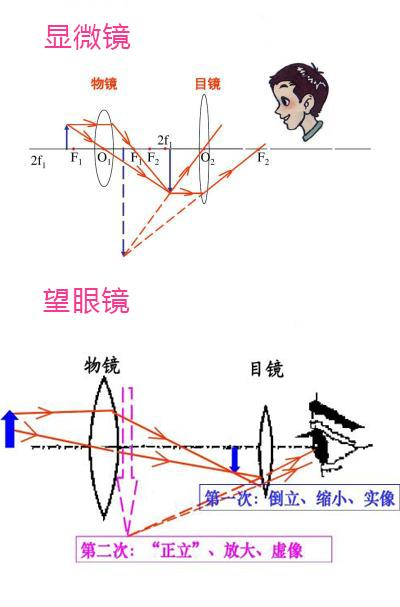 显微镜
物镜 目镜
2f
2f₁ F₁ O₁ F₁ F₂ O₂ F₂
望眼镜
物镜 目镜
第一次：倒立、缩小、实像
第二次：“正立”、放大、虚像